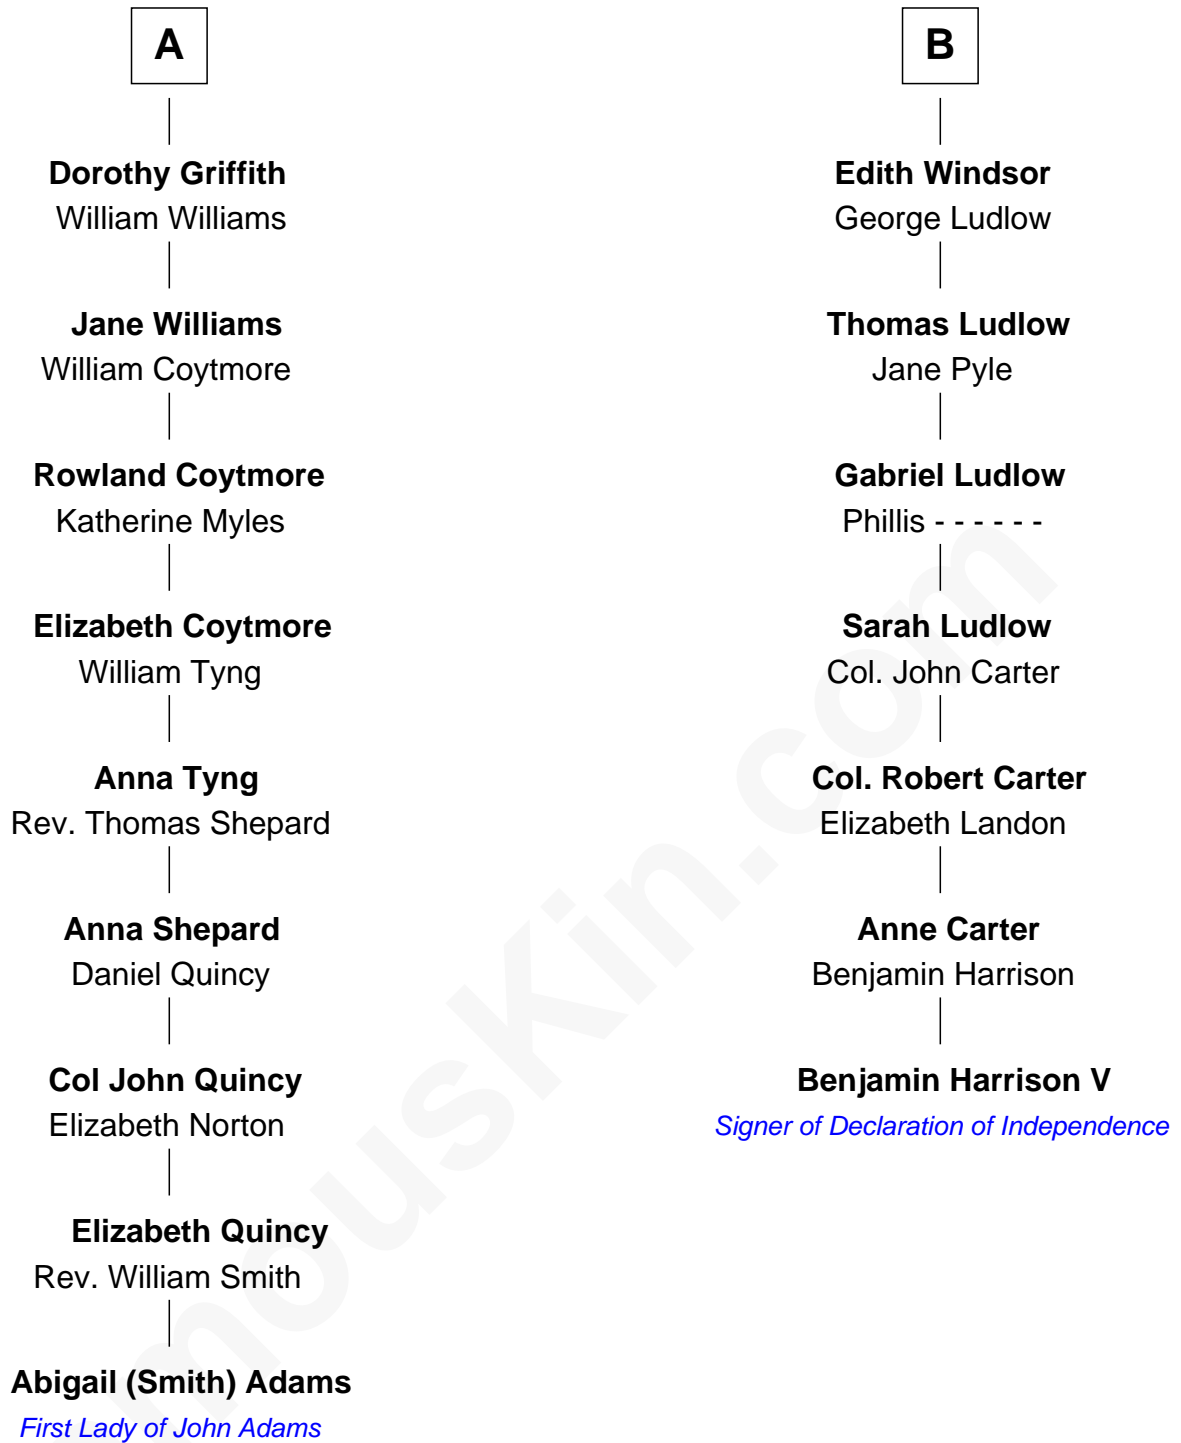 A
Dorothy Griffith
William Williams
Jane Williams
William Coytmore
Rowland Coytmore
Katherine Myles
Elizabeth Coytmore
William Tyng
Anna Tyng
Rev. Thomas Shepard
Anna Shepard
Daniel Quincy
Col John Quincy
Elizabeth Norton
Elizabeth Quincy
Rev. William Smith
Abigail (Smith) Adams
First Lady of John Adams
B
Edith Windsor
George Ludlow
Thomas Ludlow
Jane Pyle
Gabriel Ludlow
Phillis - - - - - -
Sarah Ludlow
Col. John Carter
Col. Robert Carter
Elizabeth Landon
Anne Carter
Benjamin Harrison
Benjamin Harrison V
Signer of Declaration of Independence
mousKin.com